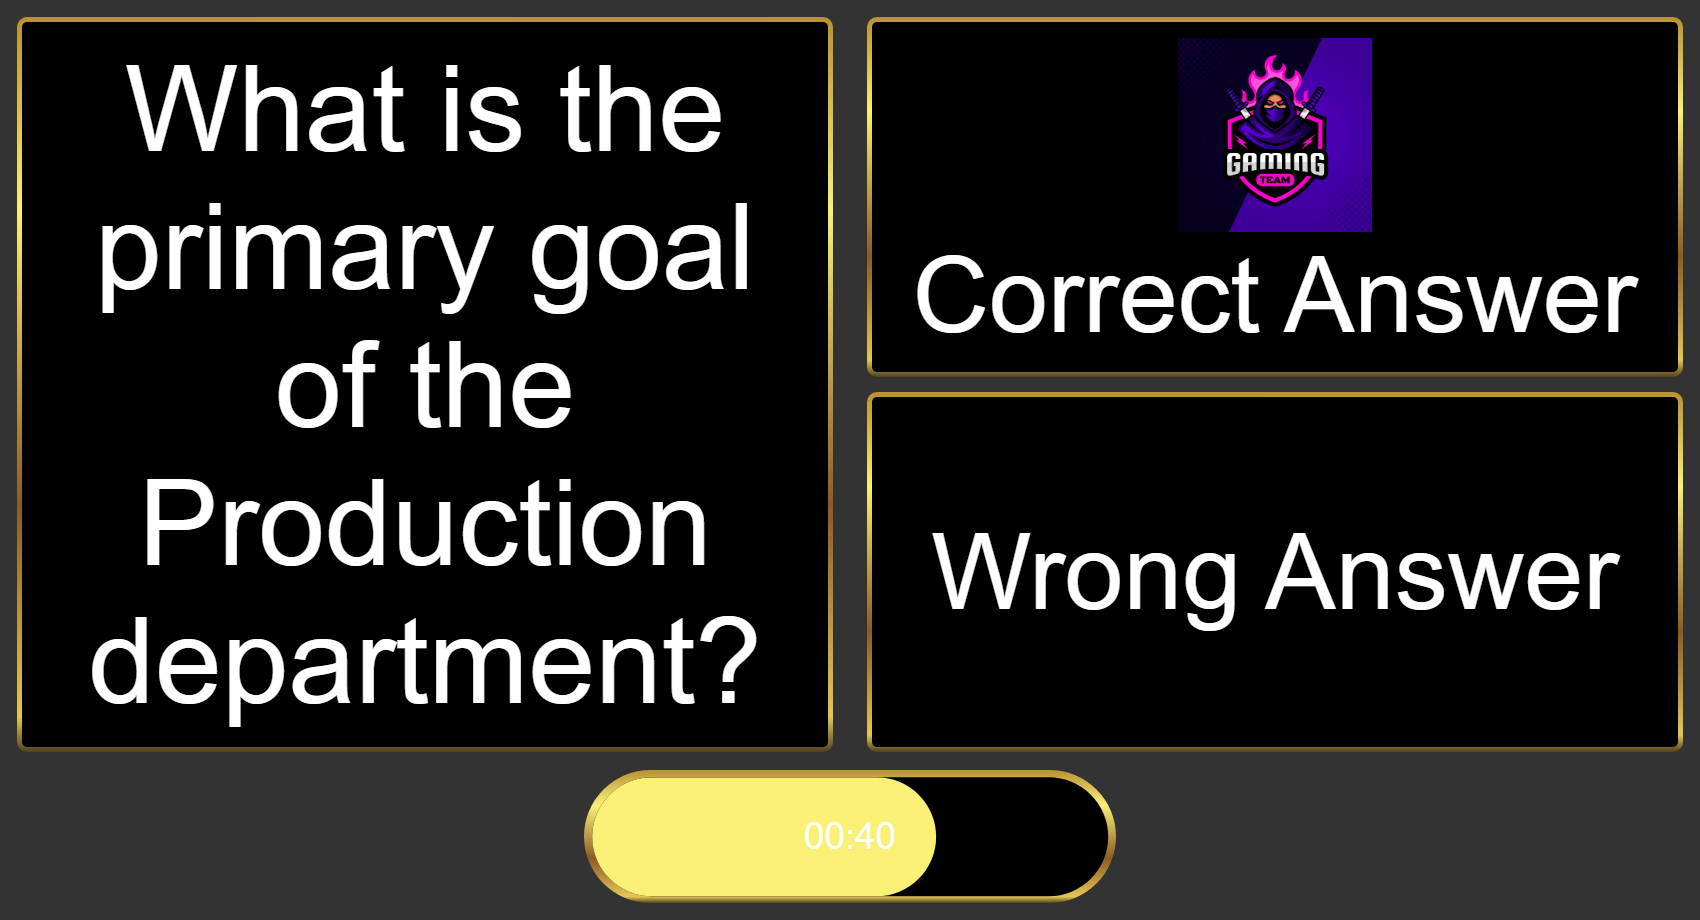 What is the
primary goal
of the
Production
department?
GAMING
TEAM
Correct Answer
Wrong Answer
00:40